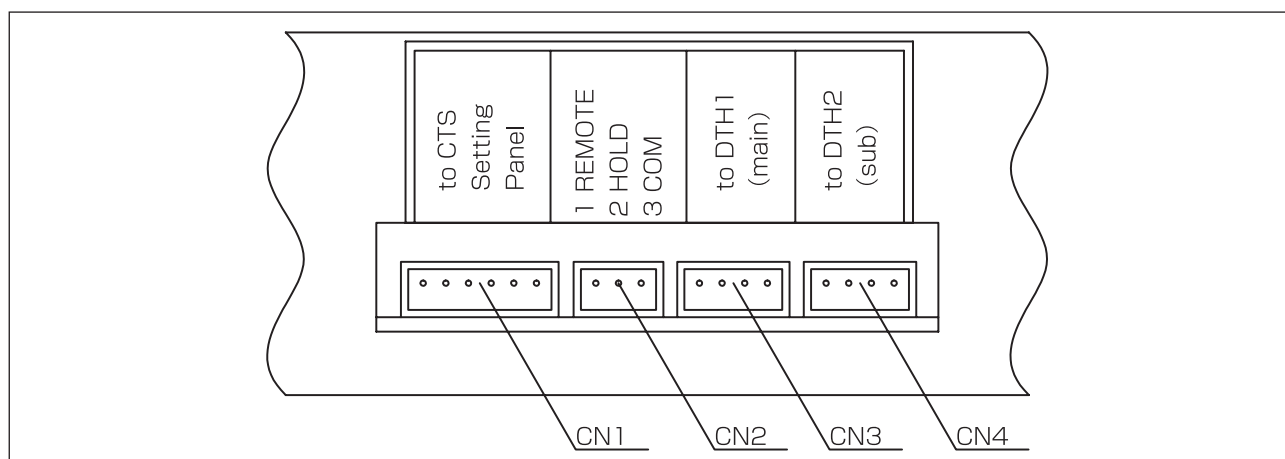 to CTS
Setting
Panel
1 REMOTE
2 HOLD
3 COM
to DTH1
(main)
to DTH2
(sub)
CN1
CN2
CN3
CN4